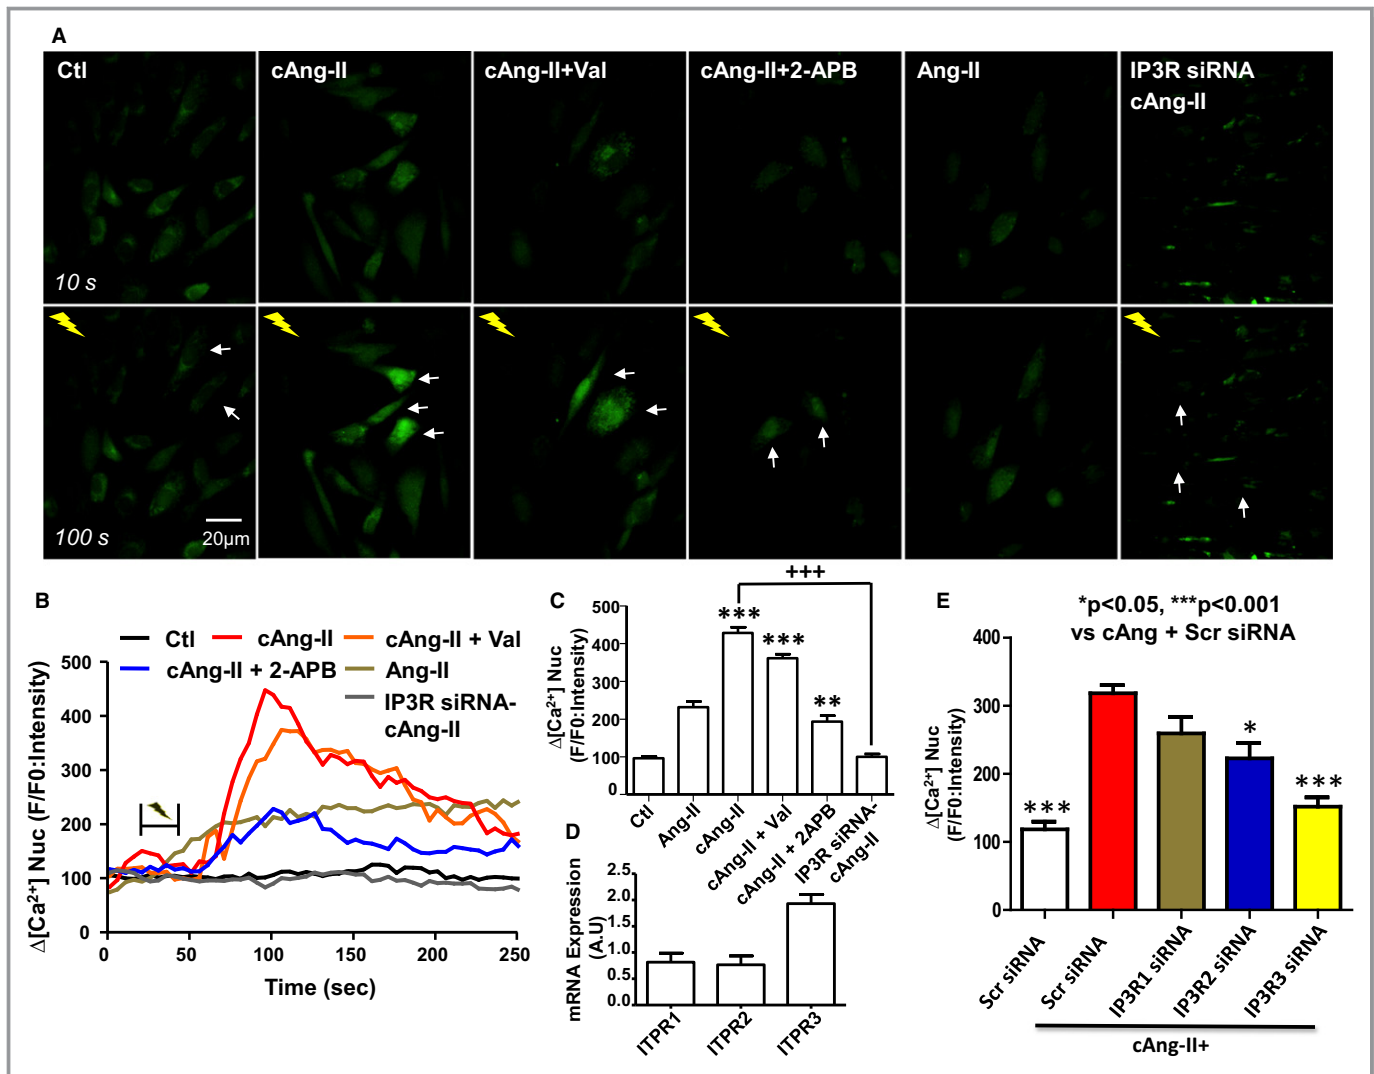 A
Ctl
cAng-II
cAng-II+Val
cAng-II+2-APB
Ang-II
IP3R siRNA
cAng-II
10 s
100 s
20µm
B
Ctl
cAng-II
cAng-II + Val
cAng-II + 2-APB
Ang-II
IP3R siRNA-
cAng-II
Δ[Ca²⁺] Nuc (F/F0:Intensity)
500
400
300
200
100
0
0
50
100
150
200
250
Time (sec)
C
+++
Δ[Ca²⁺] Nuc
(F/F0:Intensity)
500
400
300
200
100
0
***
***
**
Ctl
Ang-II
cAng-II
cAng-II + Val
cAng-II + 2APB
IP3R siRNA-
cAng-II
D
mRNA Expression
(A.U)
2.5
2.0
1.5
1.0
0.5
0.0
ITPR1
ITPR2
ITPR3
E
*p<0.05, ***p<0.001
vs cAng + Scr siRNA
Δ[Ca²⁺] Nuc
(F/F0:Intensity)
400
300
200
100
0
***
*
***
Scr siRNA
Scr siRNA
IP3R1 siRNA
IP3R2 siRNA
IP3R3 siRNA
cAng-II+